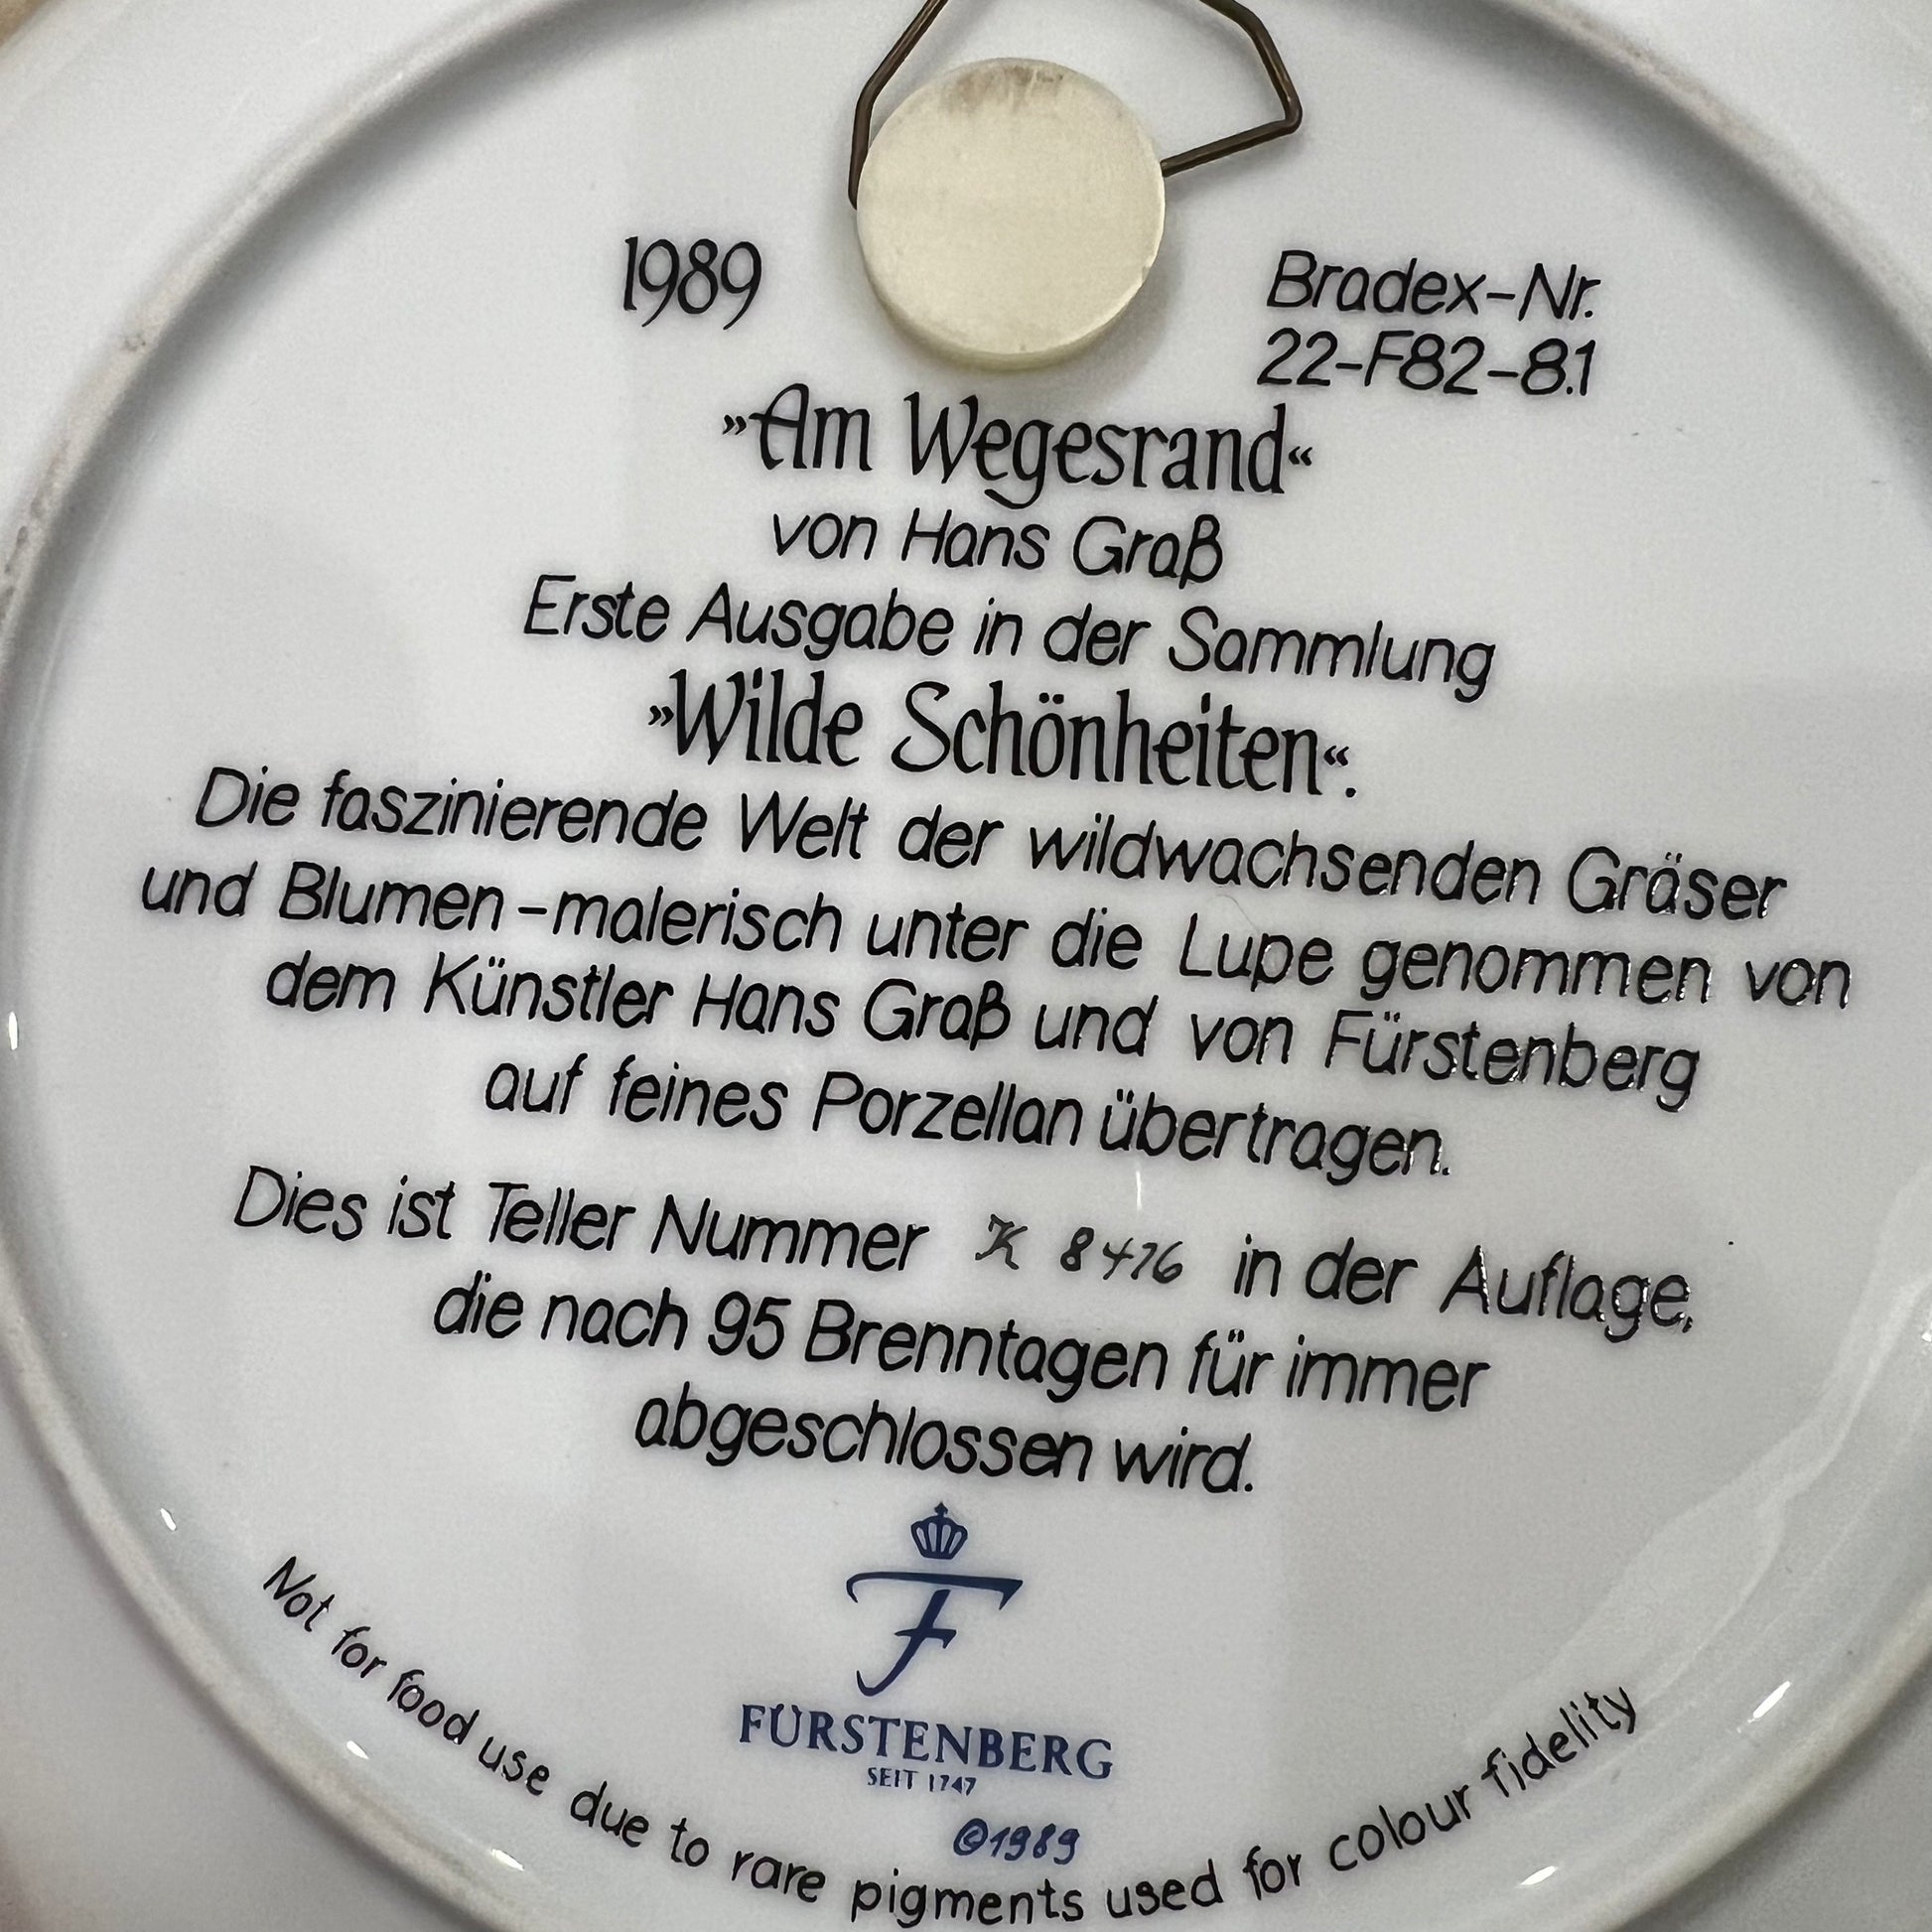 1989
Bradex-Nr.
22-F82-8.1
»Am Wegesrand«
von Hans Graß
Erste Ausgabe in der Sammlung
»Wilde Schönheiten«.
Die faszinierende Welt der wildwachsenden Gräser
und Blumen-malerisch unter die Lupe genommen von
dem Künstler Hans Graß und von Fürstenberg
auf feines Porzellan übertragen.
Dies ist Teller Nummer K 8476 in der Auflage,
die nach 95 Brenntagen für immer
abgeschlossen wird.
F
FÜRSTENBERG
SEIT 1747
©1989
Not for food use due to rare pigments used for colour fidelity